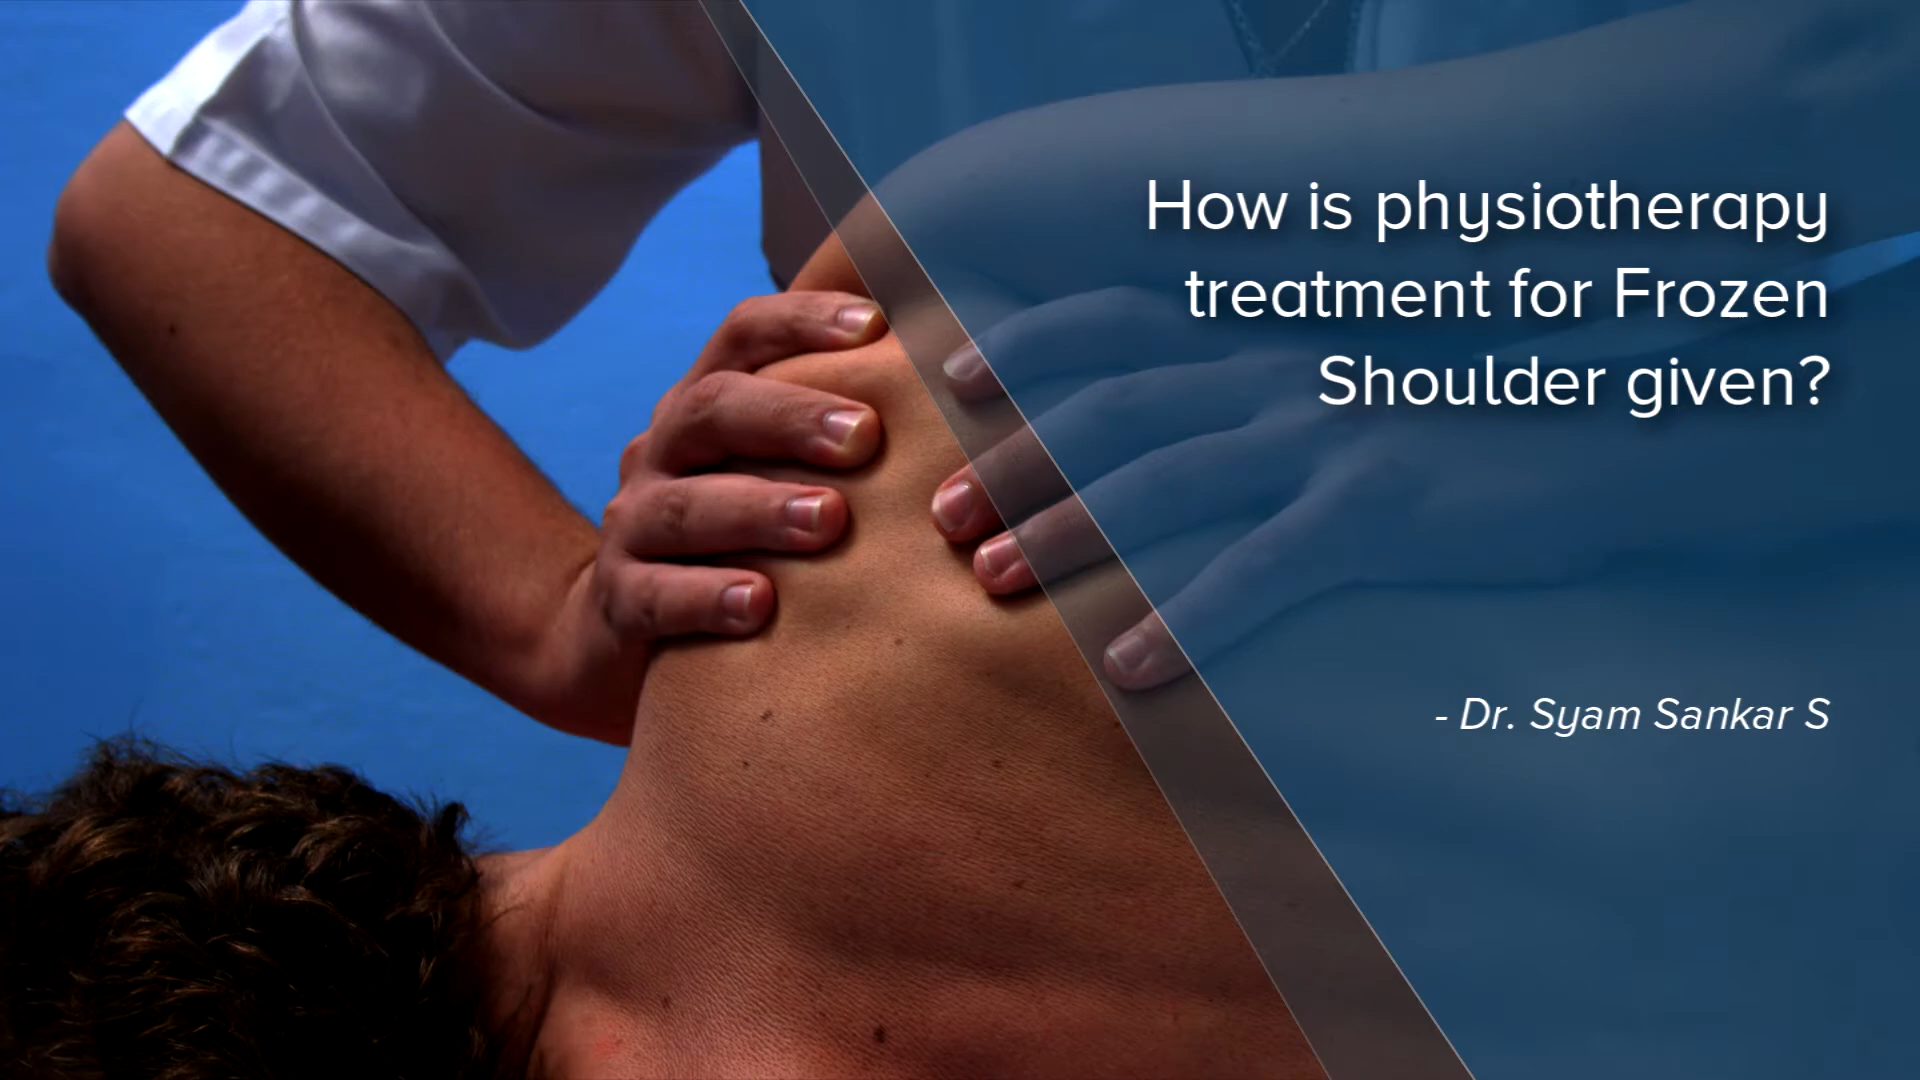 How is physiotherapy
treatment for Frozen
Shoulder given?
- Dr. Syam Sankar S